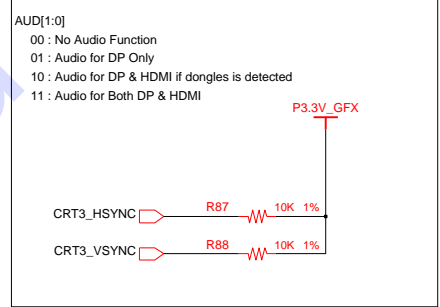 AUD[1:0]
00 : No Audio Function
01 : Audio for DP Only
10 : Audio for DP & HDMI if dongles is detected
11 : Audio for Both DP & HDMI
P3.3V_GFX
CRT3_HSYNC R87 10K 1%
CRT3_VSYNC R88 10K 1%